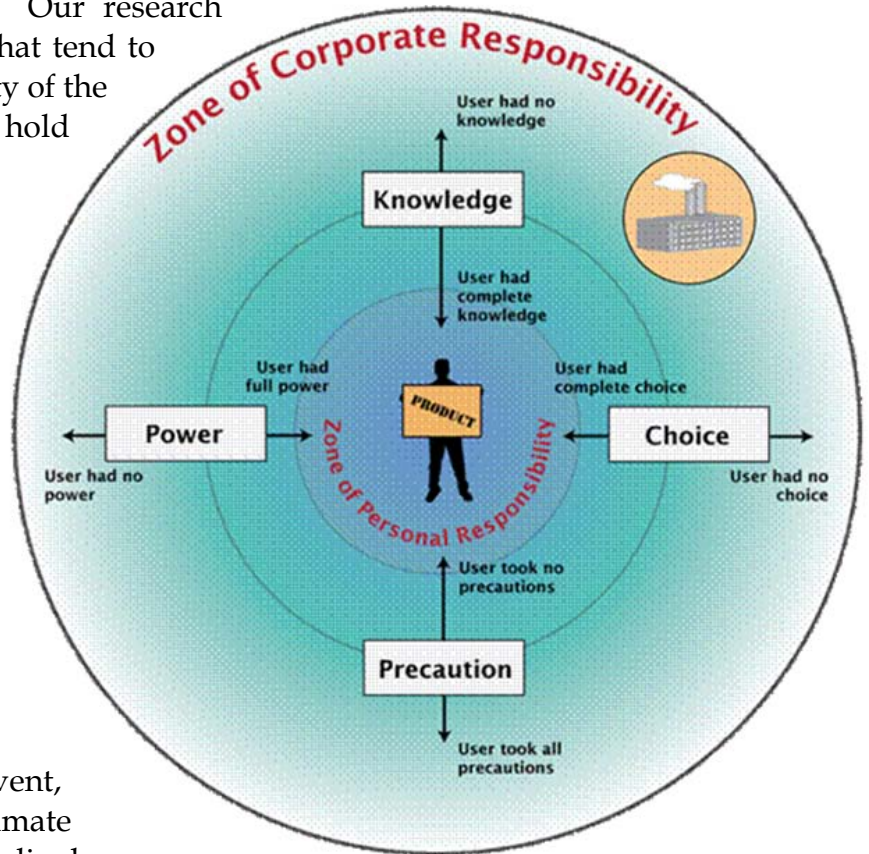 Our research
that tend to
ty of the
hold
Zone of Corporate Responsibility
User had no
knowledge
Knowledge
User had
complete
knowledge
User had
full power
User had
complete choice
PRODUCT
Power
Choice
User had no
power
User had no
choice
Zone of Personal Responsibility
User took no
precautions
Precaution
User took all
precautions
vent,